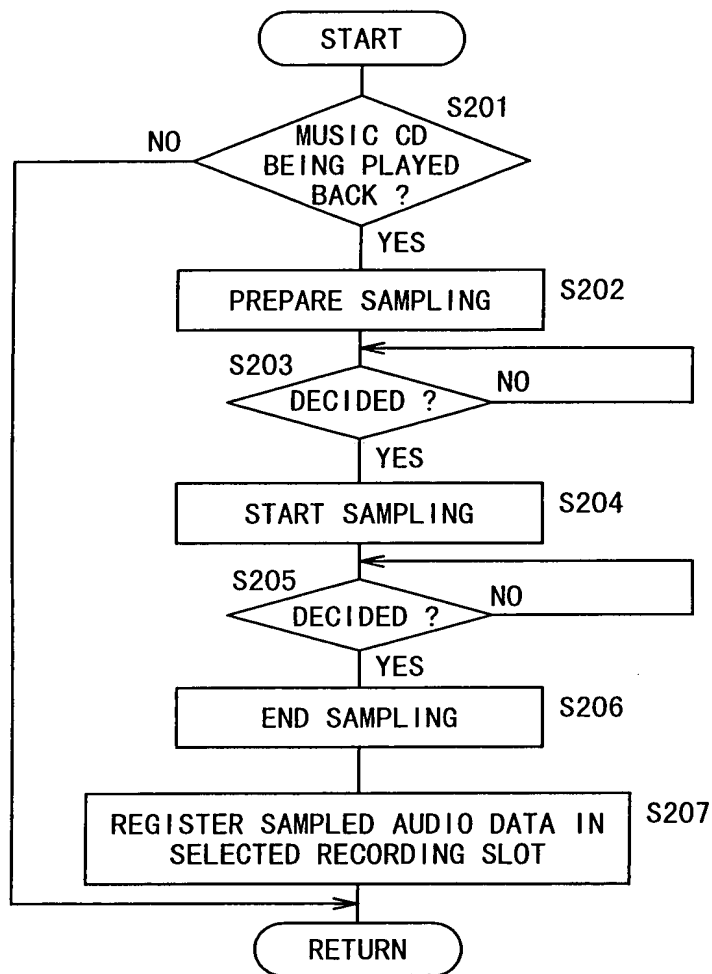 START
S201
NO
MUSIC CD
BEING PLAYED
BACK ?
YES
PREPARE SAMPLING
S202
S203
DECIDED ?
NO
YES
START SAMPLING
S204
S205
DECIDED ?
NO
YES
END SAMPLING
S206
REGISTER SAMPLED AUDIO DATA IN
SELECTED RECORDING SLOT
S207
RETURN